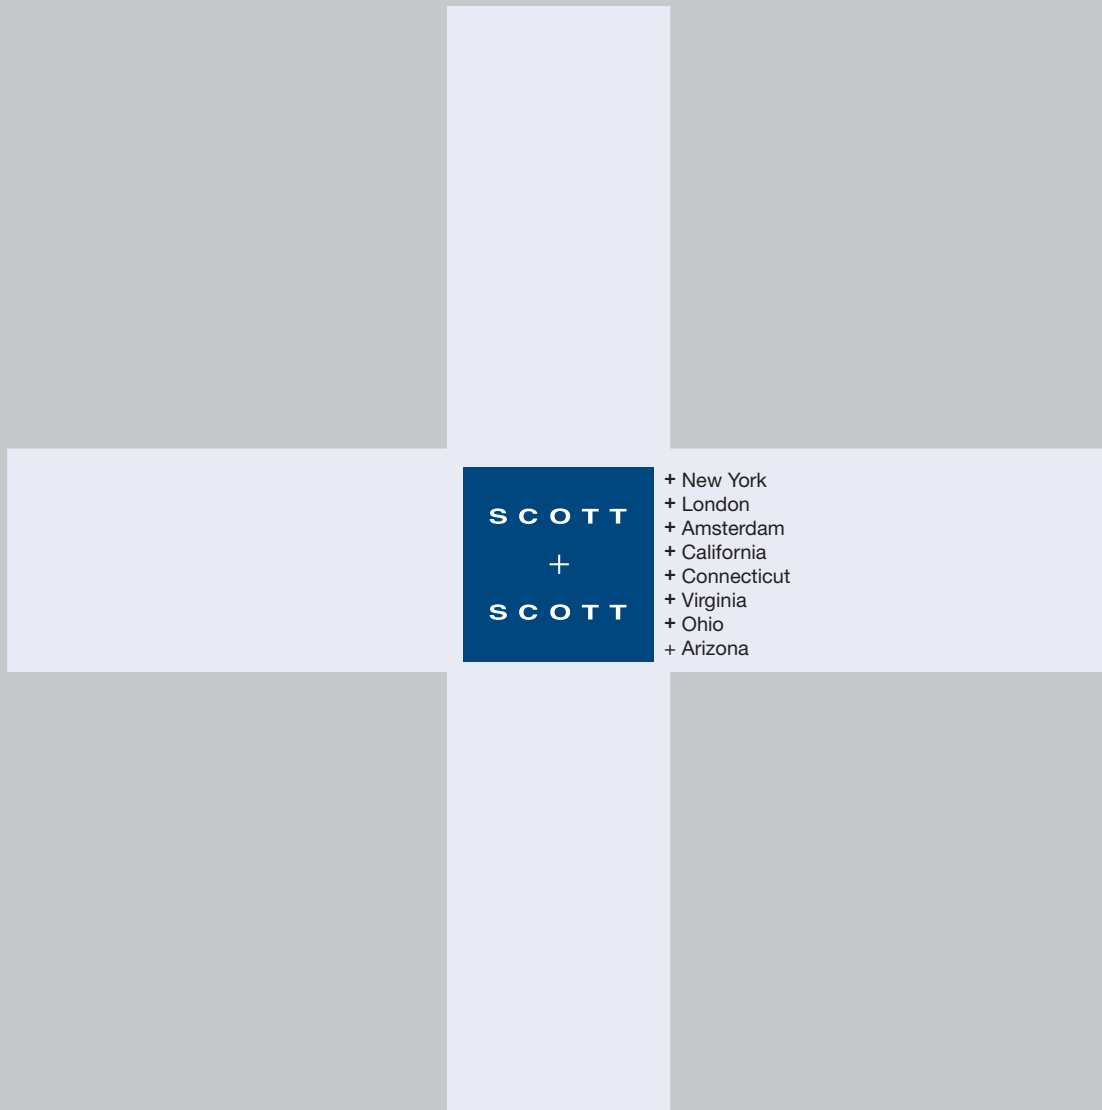 SCOTT
+
SCOTT
+ New York
+ London
+ Amsterdam
+ California
+ Connecticut
+ Virginia
+ Ohio
+ Arizona